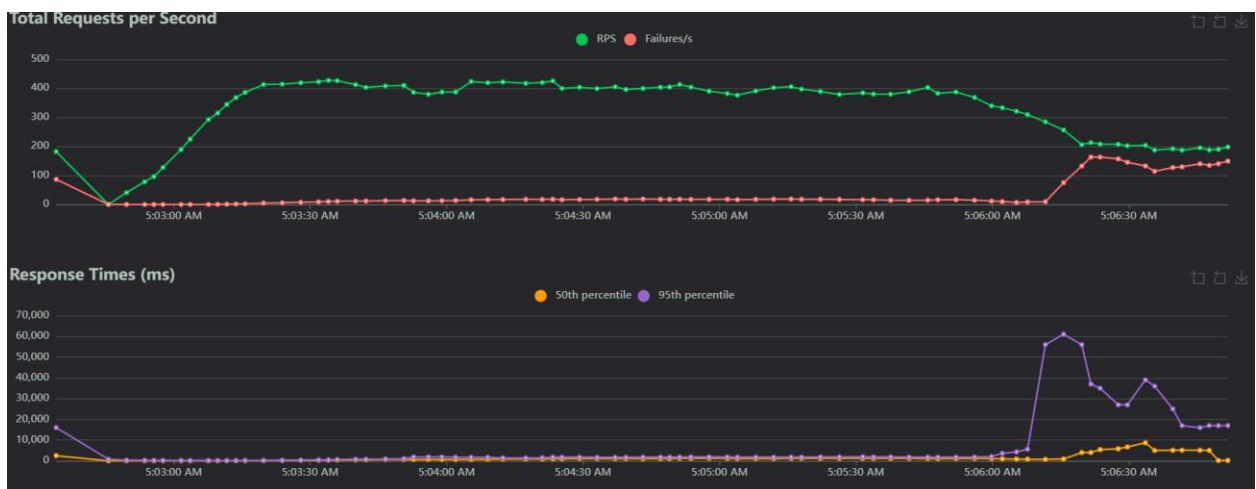 Total Requests per Second
RPS Failures/s
500
400
300
200
100
0
5:03:00 AM 5:03:30 AM 5:04:00 AM 5:04:30 AM 5:05:00 AM 5:05:30 AM 5:06:00 AM 5:06:30 AM
Response Times (ms)
50th percentile 95th percentile
70,000
60,000
50,000
40,000
30,000
20,000
10,000
0
5:03:00 AM 5:03:30 AM 5:04:00 AM 5:04:30 AM 5:05:00 AM 5:05:30 AM 5:06:00 AM 5:06:30 AM